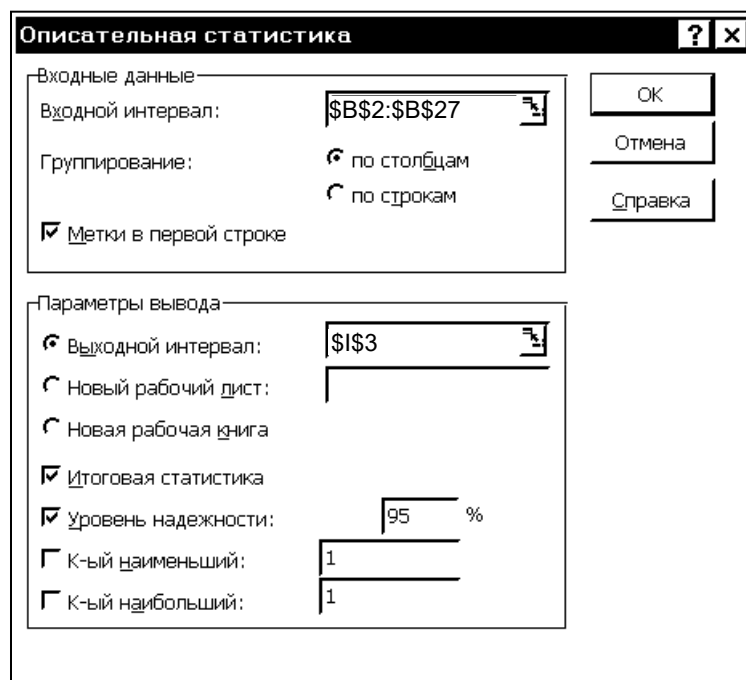 Описательная статистика ? ×
Входные данные
Входной интервал: $B$2:$B$27
OK
Отмена
Группирование: по столбцам
по строкам
Справка
Метки в первой строке
Параметры вывода
Выходной интервал: $I$3
Новый рабочий лист:
Новая рабочая книга
Итоговая статистика
Уровень надежности: 95 %
К-ый наименьший: 1
К-ый наибольший: 1